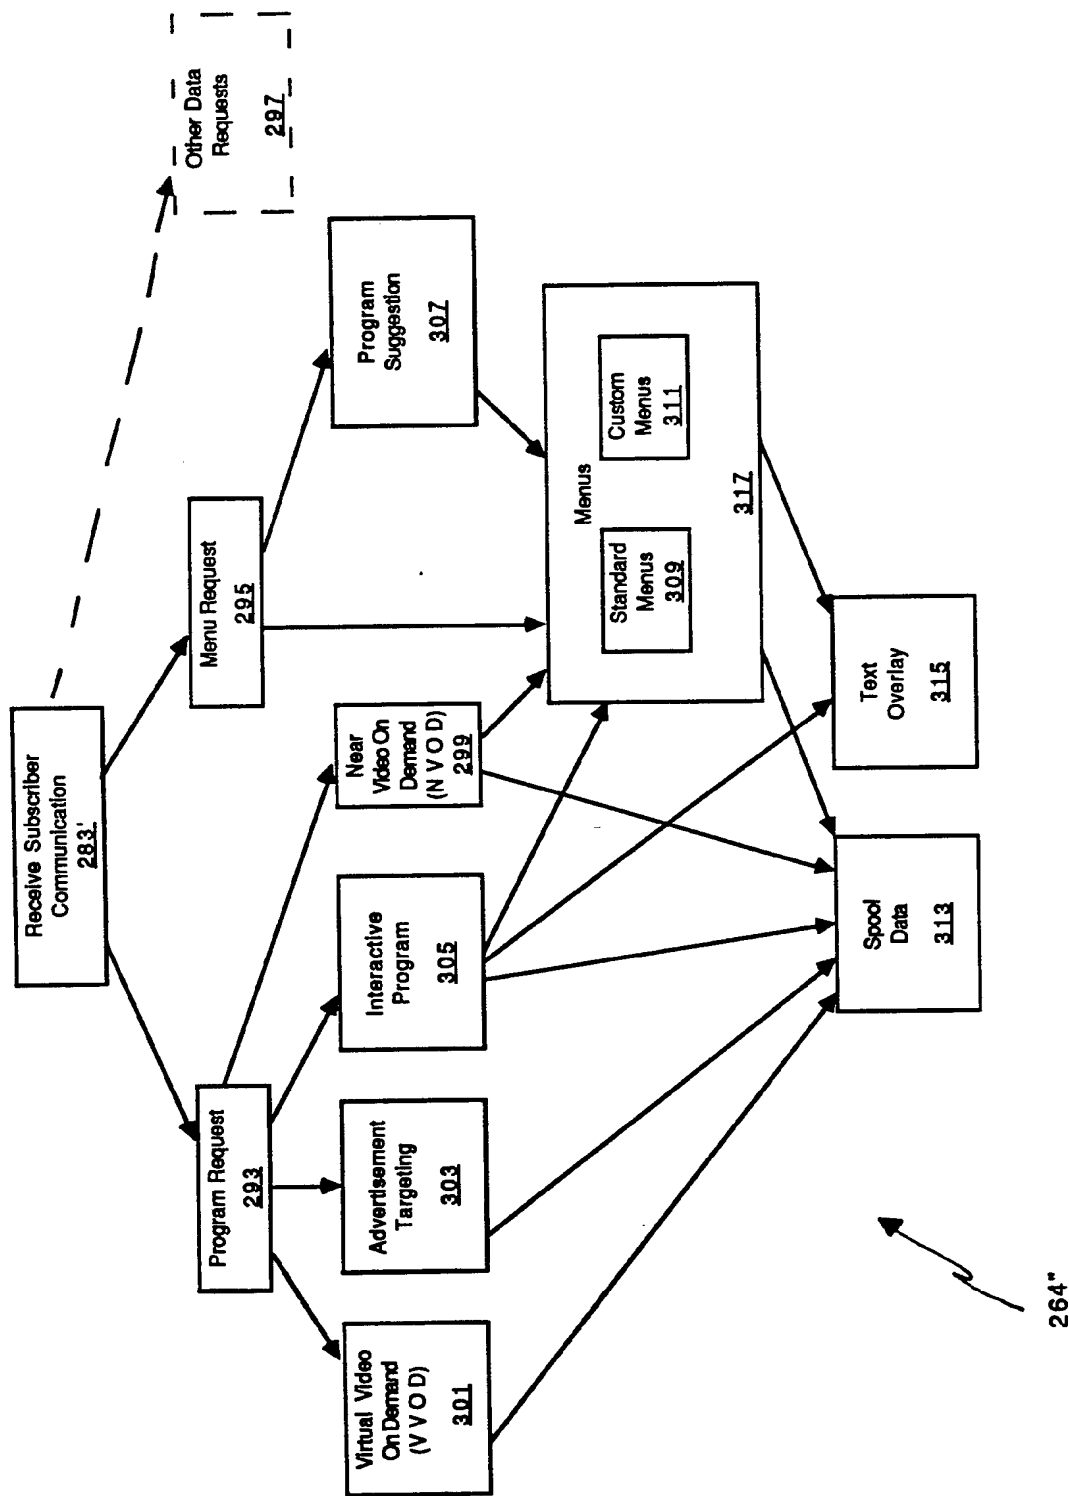 Receive Subscriber
Communication
283'
Other Data
Requests
297
Program Request
293
Menu Request
295
Virtual Video
On Demand
(V V O D)
301
Advertisement
Targeting
303
Interactive
Program
305
Near
Video On
Demand
(N V O D)
299
Program
Suggestion
307
Menus
Standard
Menus
309
Custom
Menus
311
317
Spool
Data
313
Text
Overlay
315
264"